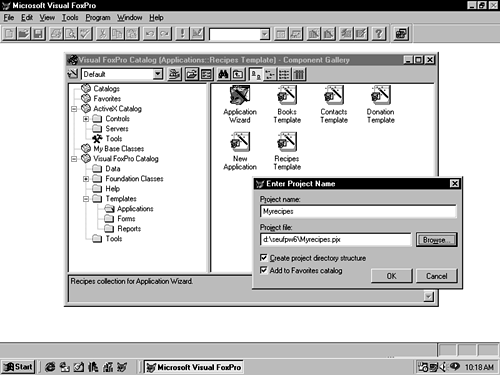 Microsoft Visual FoxPro
File Edit View Tools Program Window Help
Visual FoxPro Catalog (Applications::Recipes Template) - Component Gallery
Default
Catalogs
Favorites
ActiveX Catalog
Controls
Servers
Tools
My Base Classes
Visual FoxPro Catalog
Data
Foundation Classes
Help
Templates
Applications
Forms
Reports
Tools
Application Wizard
Books Template
Contacts Template
Donation Template
New Application
Recipes Template
Enter Project Name
Project name:
Myrecipes
Project file:
d:\seufpw6\Myrecipes.pjx
Browse...
Create project directory structure
Add to Favorites catalog
OK Cancel
Recipes collection for Application Wizard.
Start
Microsoft Visual FoxPro
10:18 AM